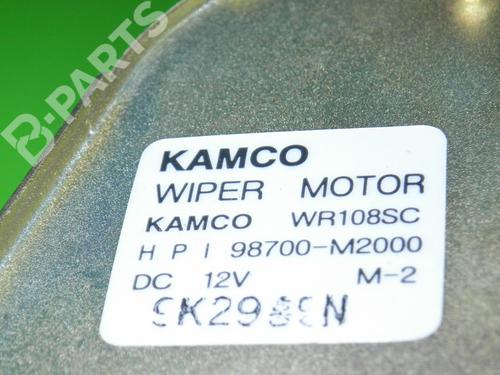 B-PARTS
KAMCO
WIPER MOTOR
KAMCO WR108SC
H P I 98700-M2000
DC 12V M-2